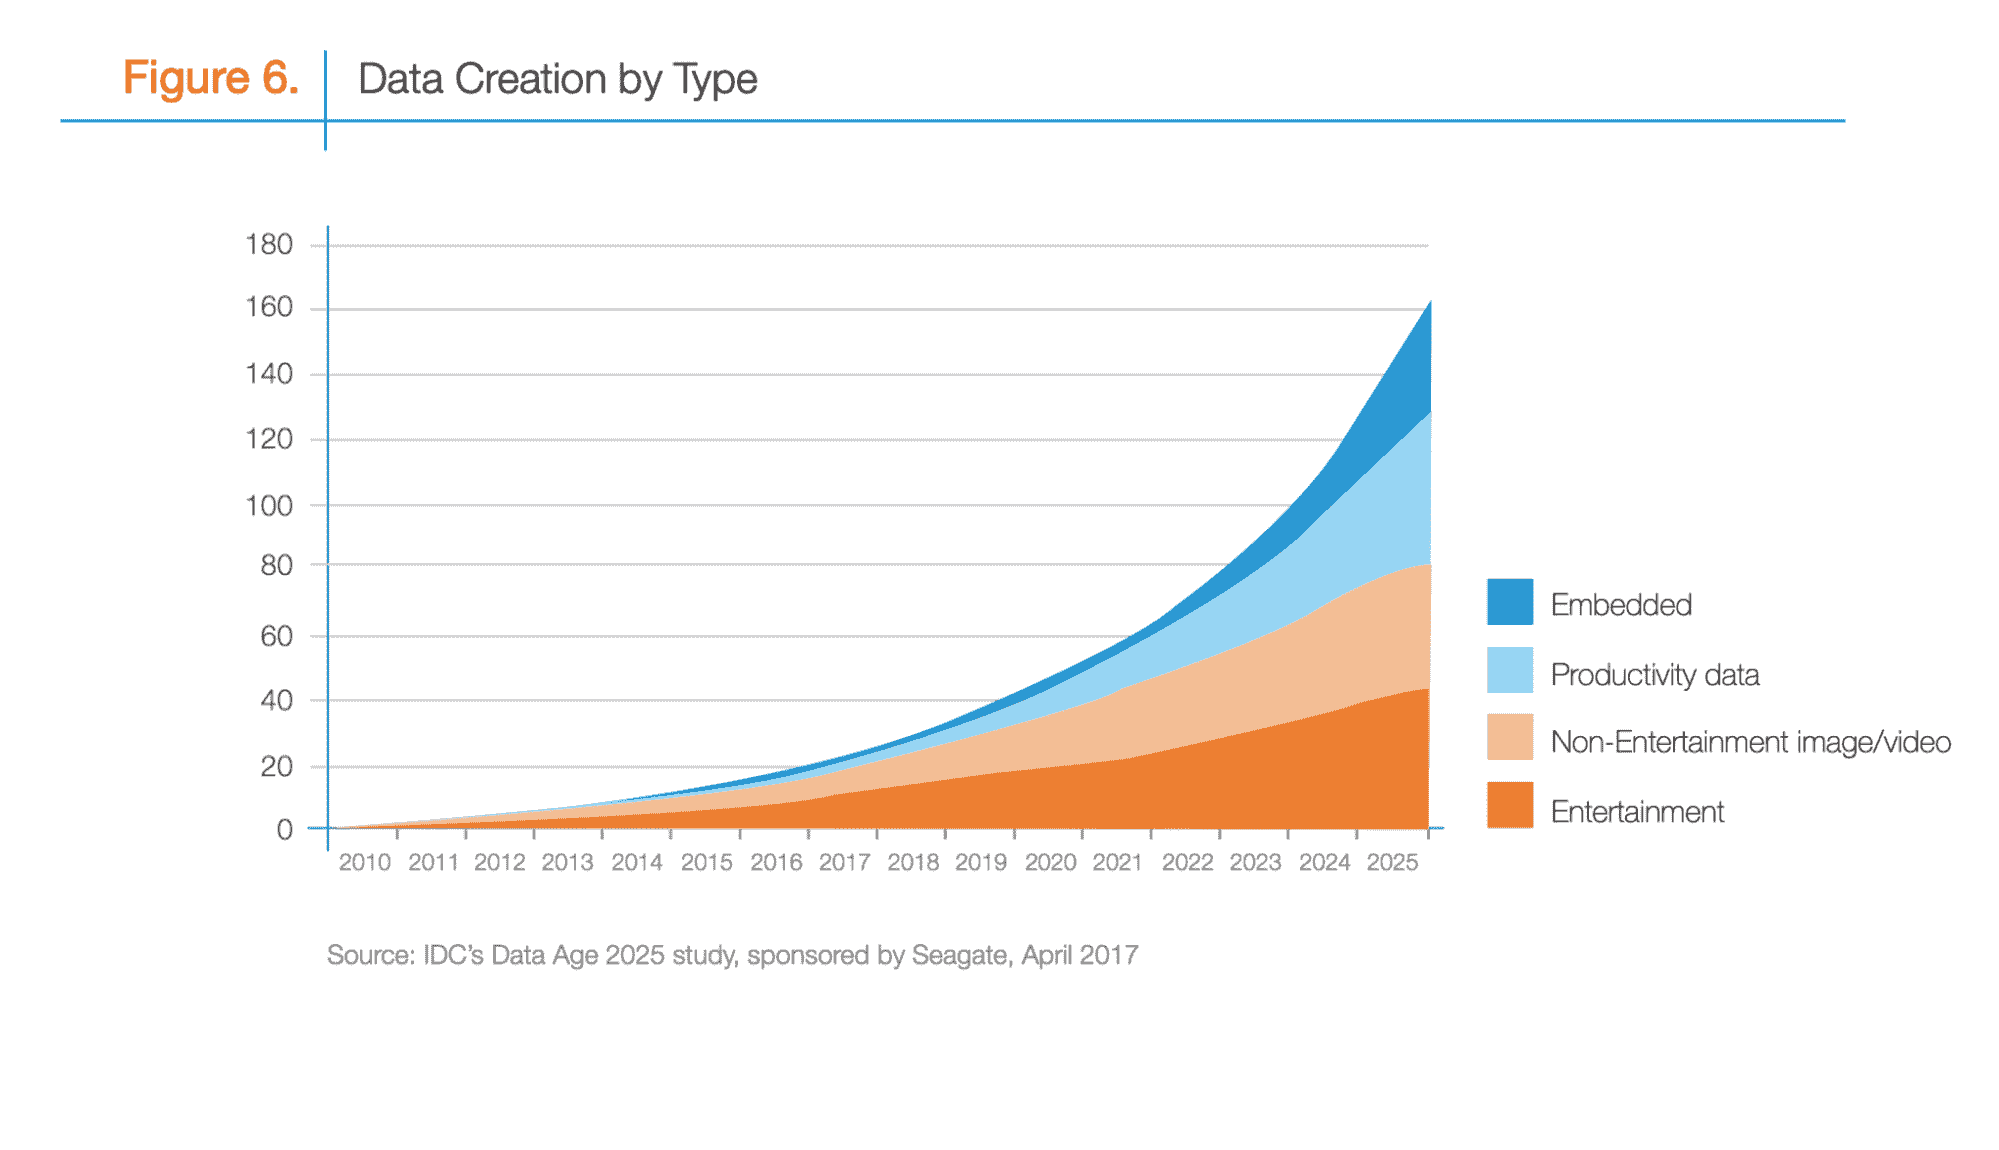 Figure 6.
Data Creation by Type
180
160
140
120
100
80
60
40
20
0
2010 2011 2012 2013 2014 2015 2016 2017 2018 2019 2020 2021 2022 2023 2024 2025
Embedded
Productivity data
Non-Entertainment image/video
Entertainment
Source: IDC’s Data Age 2025 study, sponsored by Seagate, April 2017